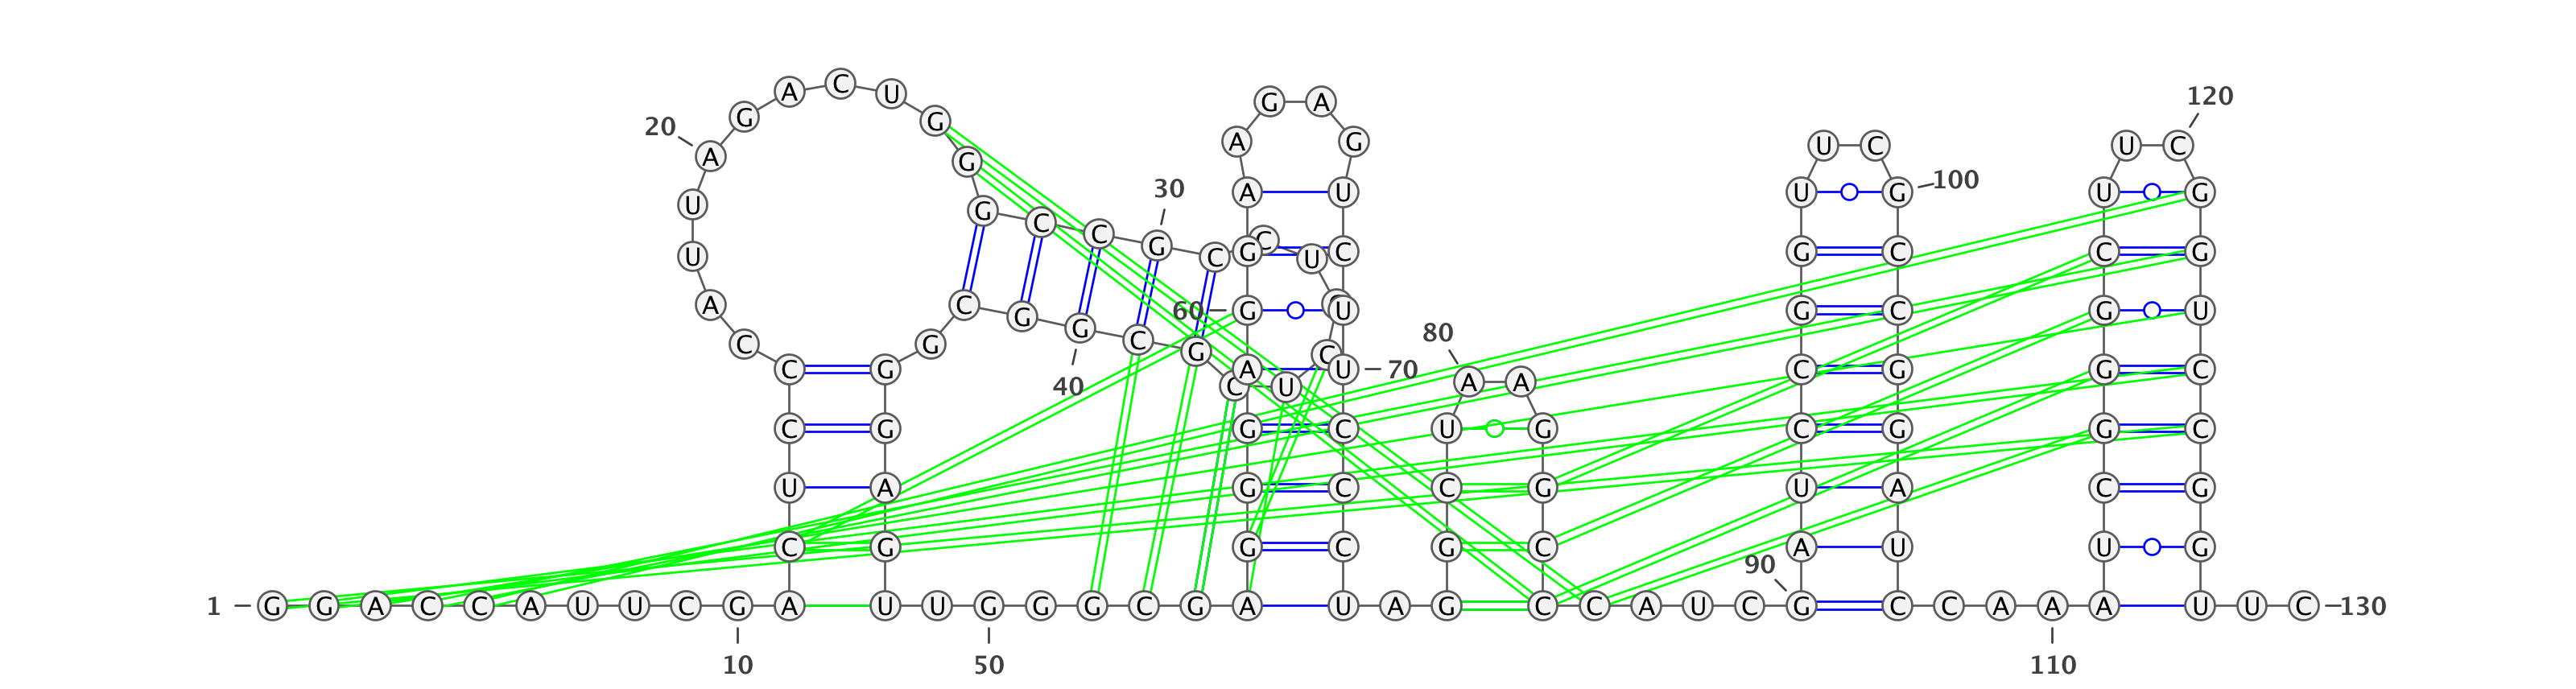 1
G G A C C A U U C G
10
A C U C C C A U U A
20
G A C U G G G C C G
30
C C U
C U C G C G
40
G C G G G A G U U G
50
G G C G A G G G A G
60
G A A G A G U C U U
70
C C C U A G G C U A
80
A G G C C C A U C G
90
A U C C G G U U C G
100
C C G G A U C C A A
110
A A U C G G G C U U C
120
G G U C C G G U U C
130